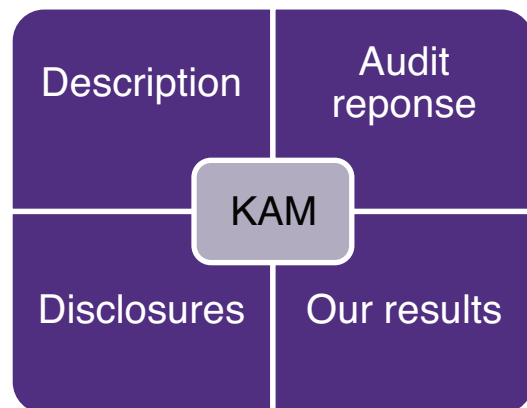 Description
Audit
reponse
KAM
Disclosures
Our results